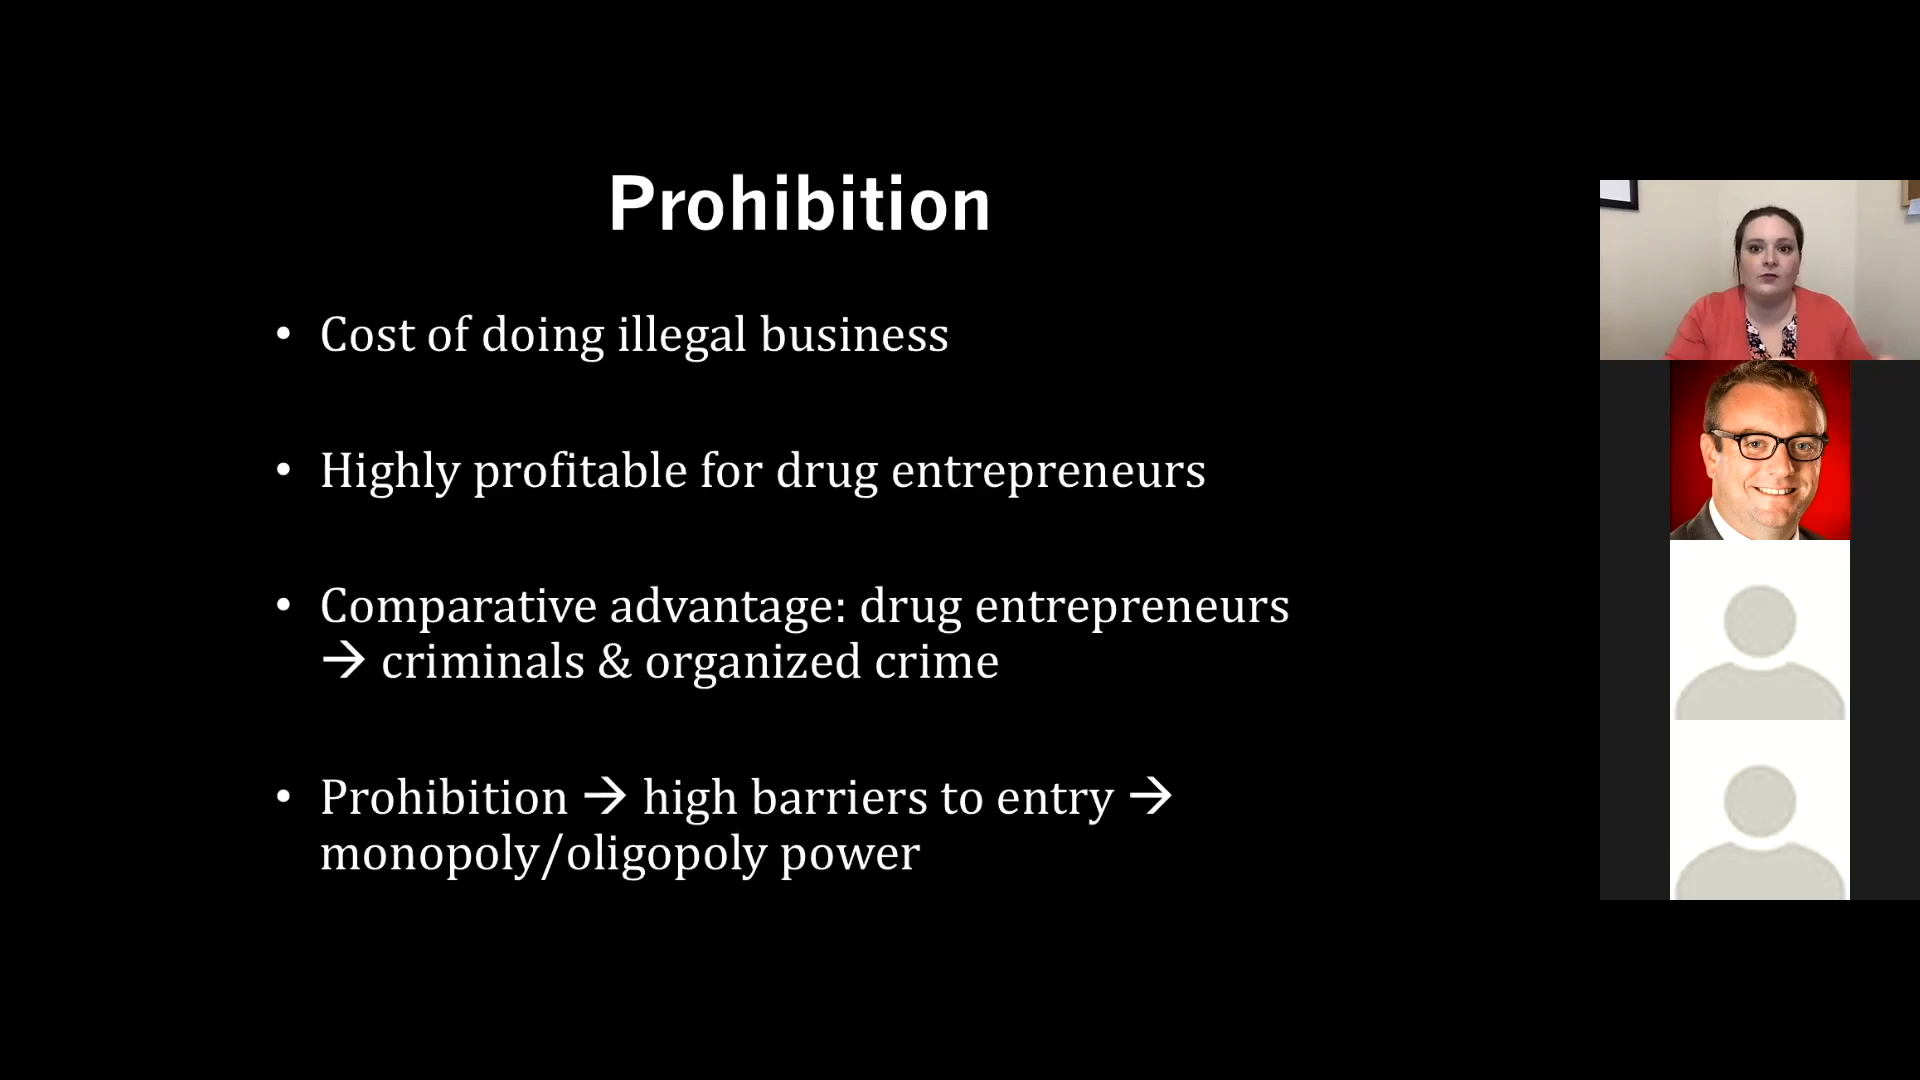 Prohibition
• Cost of doing illegal business
• Highly profitable for drug entrepreneurs
• Comparative advantage: drug entrepreneurs
→ criminals & organized crime
• Prohibition → high barriers to entry →
monopoly/oligopoly power